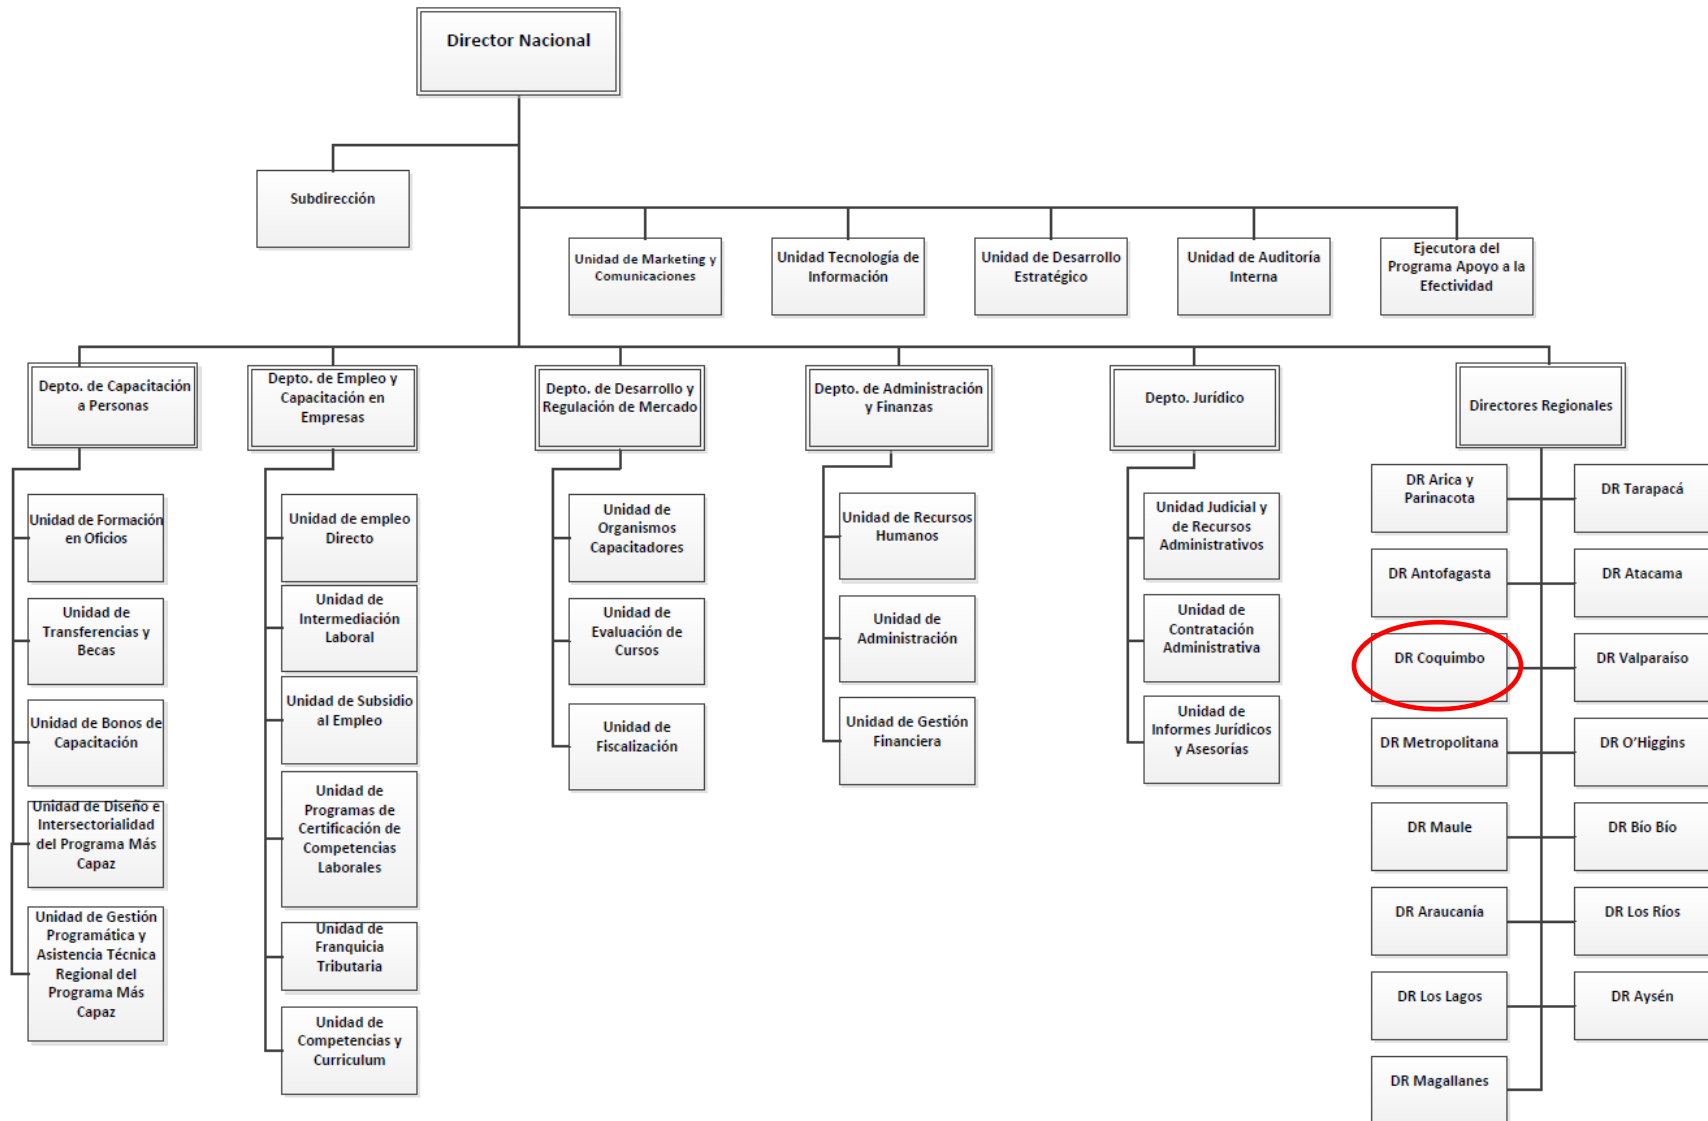 Director Nacional
Subdirección
Unidad de Marketing y
Comunicaciones
Unidad Tecnología de
Información
Unidad de Desarrollo
Estratégico
Unidad de Auditoría
Interna
Ejecutora del
Programa Apoyo a la
Efectividad
Depto. de Capacitación
a Personas
Depto. de Empleo y
Capacitación en
Empresas
Depto. de Desarrollo y
Regulación de Mercado
Depto. de Administración
y Finanzas
Depto. Jurídico
Directores Regionales
Unidad de Formación
en Oficios
Unidad de
Transferencias y
Becas
Unidad de Bonos de
Capacitación
Unidad de Diseño e
Intersectorialidad
del Programa Más
Capaz
Unidad de Gestión
Programática y
Asistencia Técnica
Regional del
Programa Más
Capaz
Unidad de empleo
Directo
Unidad de
Intermediación
Laboral
Unidad de Subsidio
al Empleo
Unidad de
Programas de
Certificación de
Competencias
Laborales
Unidad de
Franquicia
Tributaria
Unidad de
Competencias y
Curriculum
Unidad de
Organismos
Capacitadores
Unidad de
Evaluación de
Cursos
Unidad de
Fiscalización
Unidad de Recursos
Humanos
Unidad de
Administración
Unidad de Gestión
Financiera
Unidad Judicial y
de Recursos
Administrativos
Unidad de
Contratación
Administrativa
Unidad de
Informes Jurídicos
y Asesorías
DR Arica y
Parinacota
DR Tarapacá
DR Antofagasta
DR Atacama
DR Coquimbo
DR Valparaíso
DR Metropolitana
DR O'Higgins
DR Maule
DR Bío Bío
DR Araucanía
DR Los Ríos
DR Los Lagos
DR Aysén
DR Magallanes